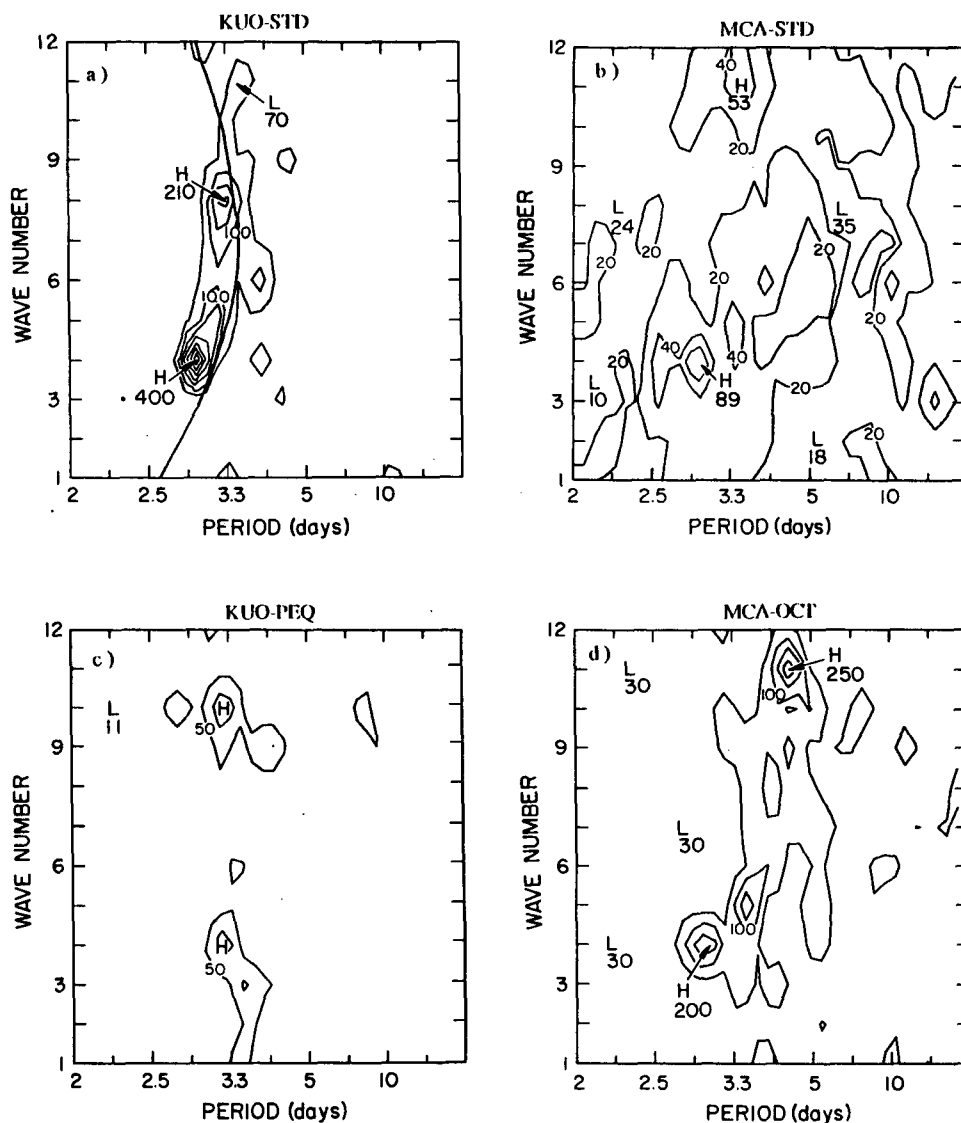 KUO-STD
a)
12
9
6
3
1
WAVE NUMBER
L
70
H
210
100
100
H
400
2 2.5 3.3 5 10
PERIOD (days)
MCA-STD
b)
12
9
6
3
1
WAVE NUMBER
40
H
53
20
L
24
20
20
L
35
20
20
20
40
40
H
89
20
L
10
20
L
18
20
2 2.5 3.3 5 10
PERIOD (days)
KUO-PEQ
c)
12
9
6
3
1
WAVE NUMBER
L
11
50
H
H
50
2 2.5 3.3 5 10
PERIOD (days)
MCA-OCT
d)
12
9
6
3
1
WAVE NUMBER
L
30
H
250
100
L
30
100
L
30
H
200
2 2.5 3.3 5 10
PERIOD (days)